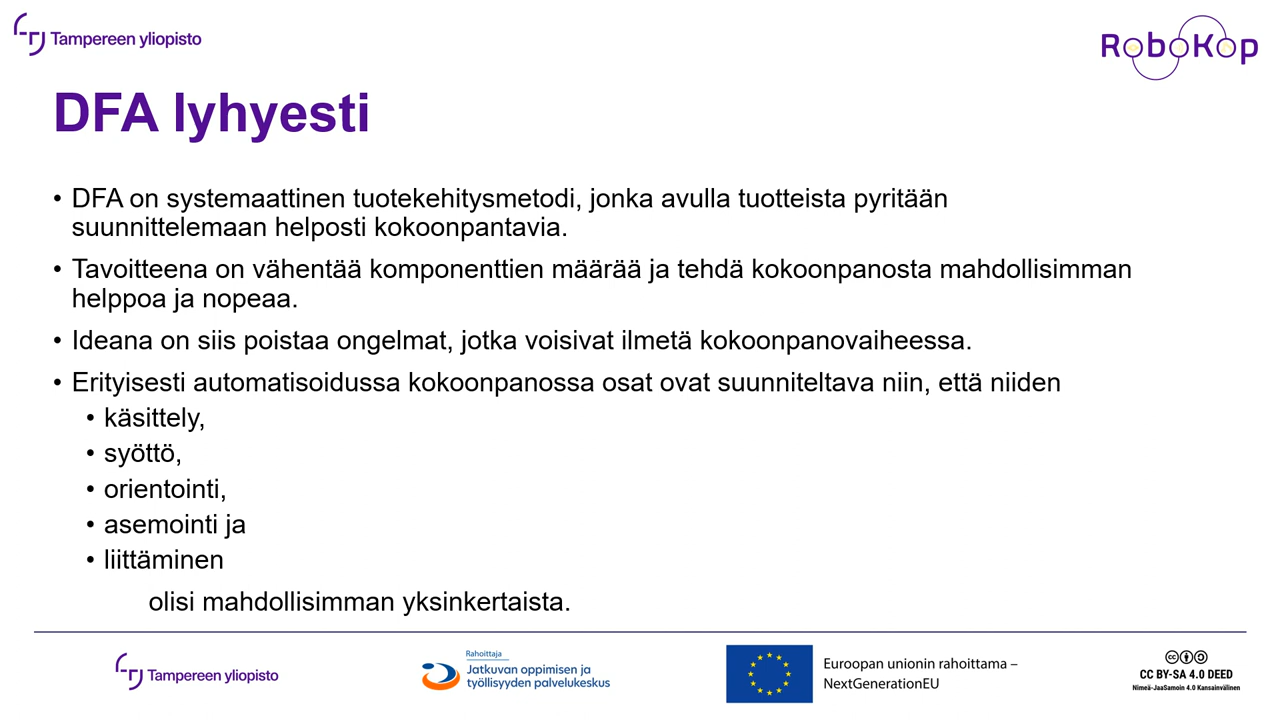 Tampereen yliopisto
RoboKop
DFA lyhyesti
• DFA on systemaattinen tuotekehitysmetodi, jonka avulla tuotteista pyritään
suunnittelemaan helposti kokoonpantavia.
• Tavoitteena on vähentää komponenttien määrää ja tehdä kokoonpanosta mahdollisimman
helppoa ja nopeaa.
• Ideana on siis poistaa ongelmat, jotka voisivat ilmetä kokoonpanovaiheessa.
• Erityisesti automatisoidussa kokoonpanossa osat ovat suunniteltava niin, että niiden
• käsittely,
• syöttö,
• orientointi,
• asemointi ja
• liittäminen
olisi mahdollisimman yksinkertaista.
Tampereen yliopisto
Rahoittaja
Jatkuvan oppimisen ja
työllisyyden palvelukeskus
Euroopan unionin rahoittama –
NextGenerationEU
CC BY-SA 4.0 DEED
Nimeä-JaaSamoin 4.0 Kansainvälinen